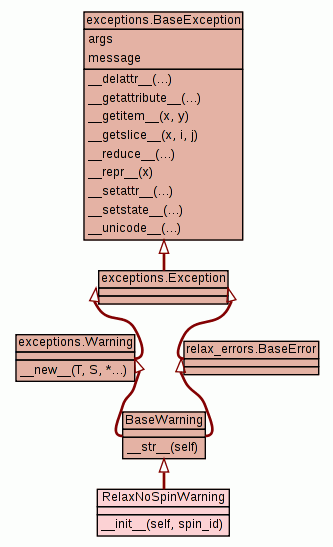 exceptions.BaseException
args
message
__delattr__(...)
__getattribute__(...)
__getitem__(x, y)
__getslice__(x, i, j)
__reduce__(...)
__repr__(x)
__setattr__(...)
__setstate__(...)
__unicode__(...)
exceptions.Exception
exceptions.Warning
__new__(T, S, *...)
relax_errors.BaseError
BaseWarning
__str__(self)
RelaxNoSpinWarning
__init__(self, spin_id)